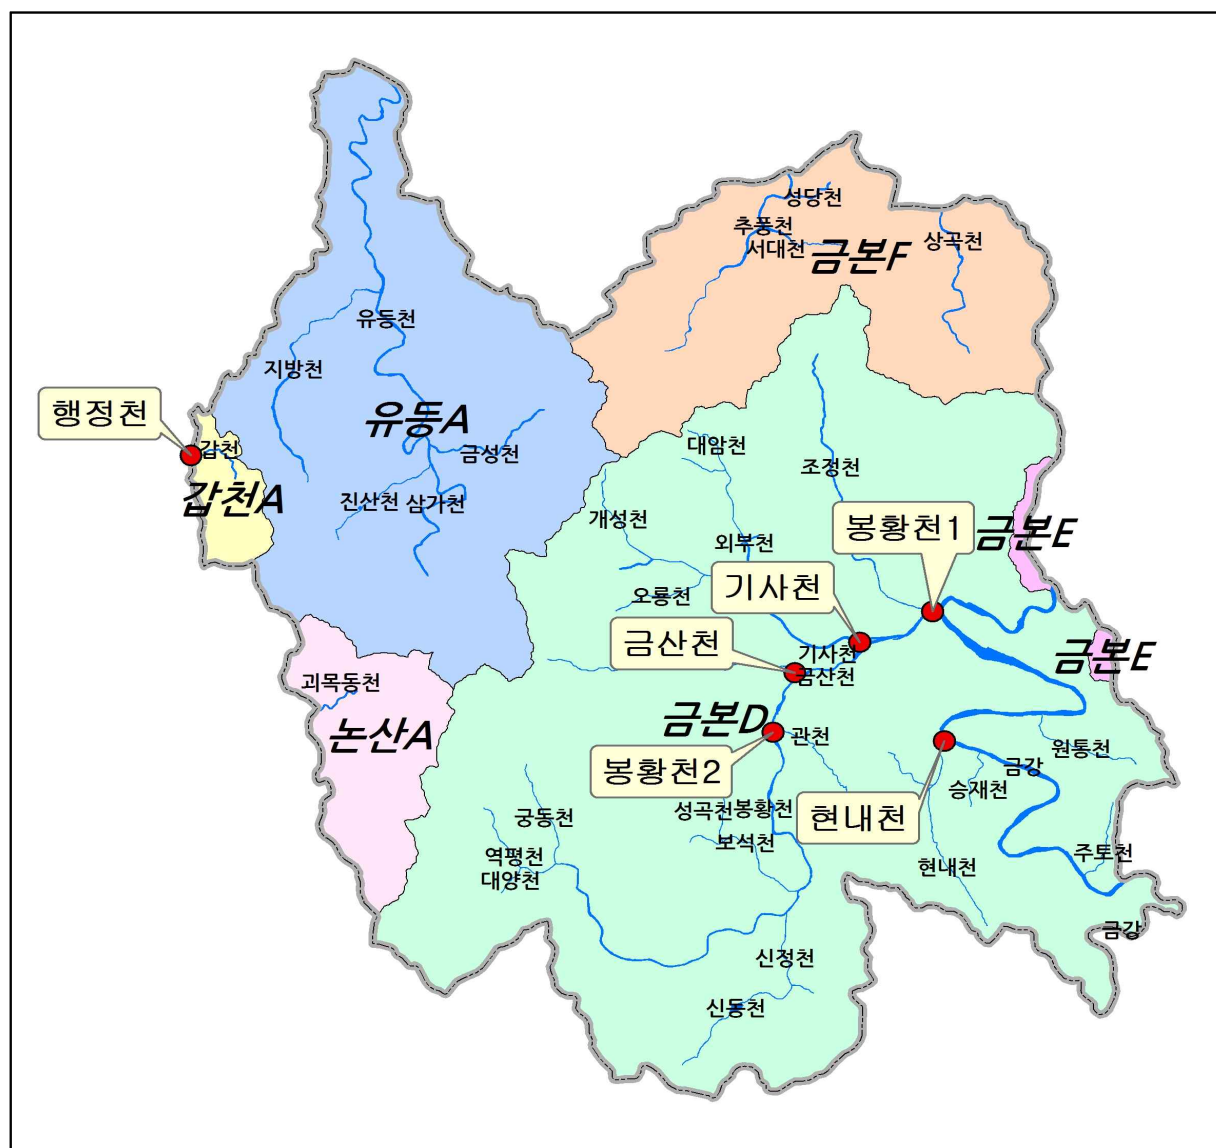 성당천
추풍천
서대천
상곡천
금본F
유등천
지방천
행정천
갑천
유등A
금성천
갑천A
진산천
삼가천
대암천
조정천
개성천
외부천
봉황천1
금본E
기사천
오룡천
금산천
기사천
금산천
금본E
괴목동천
논산A
금본D
관천
봉황천2
원통천
금강
승재천
현내천
성곡천
봉황천
보석천
궁동천
역평천
대양천
현내천
주토천
금강
신정천
신동천